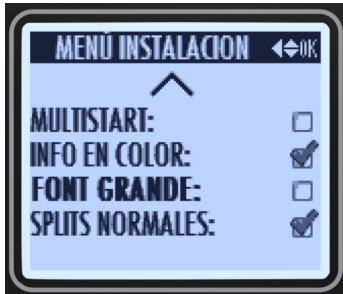 MENÚ INSTALACION OK
MULTISTART:
INFO EN COLOR:
FONT GRANDE:
SPLITS NORMALES: